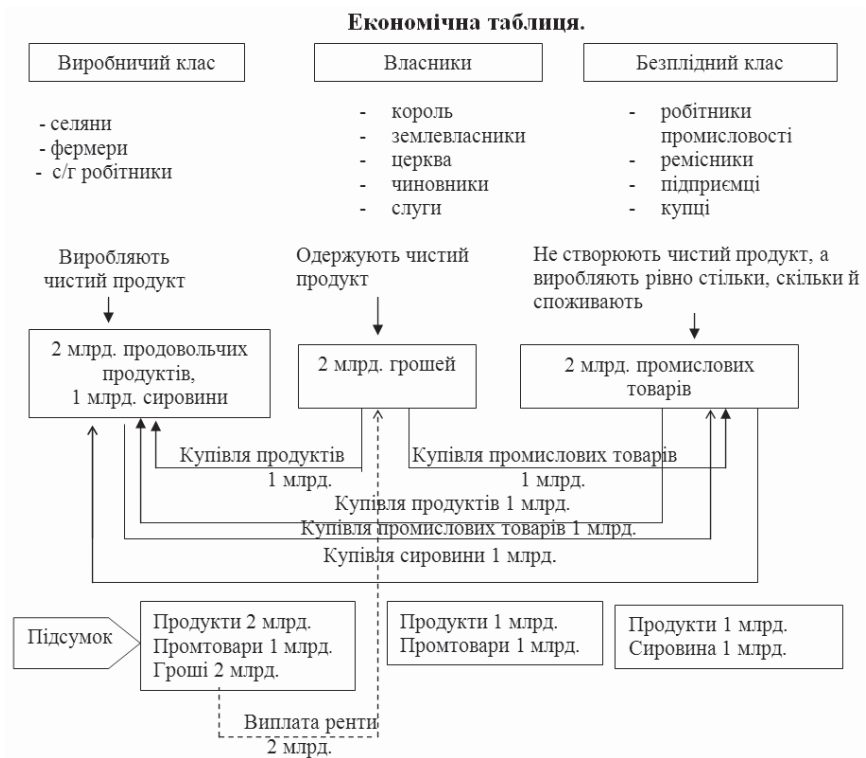 Економічна таблиця.
Виробничий клас
Власники
Безплідний клас
- селяни
- фермери
- с/г робітники
- король
- землевласники
- церква
- чиновники
- слуги
- робітники
промисловості
- ремісники
- підприємці
- купці
Виробляють
чистий продукт
Одержують чистий
продукт
Не створюють чистий продукт, а
виробляють рівно стільки, скільки й
споживають
2 млрд. продовольчих
продуктів,
1 млрд. сировини
2 млрд. грошей
2 млрд. промислових
товарів
Купівля продуктів
1 млрд.
Купівля промислових товарів
1 млрд.
Купівля продуктів 1 млрд.
Купівля промислових товарів 1 млрд.
Купівля сировини 1 млрд.
Підсумок
Продукти 2 млрд.
Промтовари 1 млрд.
Гроші 2 млрд.
Продукти 1 млрд.
Промтовари 1 млрд.
Продукти 1 млрд.
Сировина 1 млрд.
Виплата ренти
2 млрд.